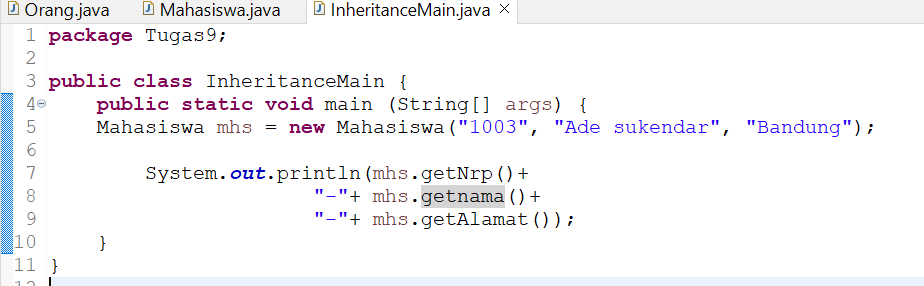 Orang.java Mahasiswa.java InheritanceMain.java
1 package Tugas9;
2
3 public class InheritanceMain {
4 public static void main (String[] args) {
5 Mahasiswa mhs = new Mahasiswa("1003", "Ade sukendar", "Bandung");
6
7 System.out.println(mhs.getNrp()+
8 "-"+ mhs.getnama()+
9 "-"+ mhs.getAlamat());
10 }
11 }
12